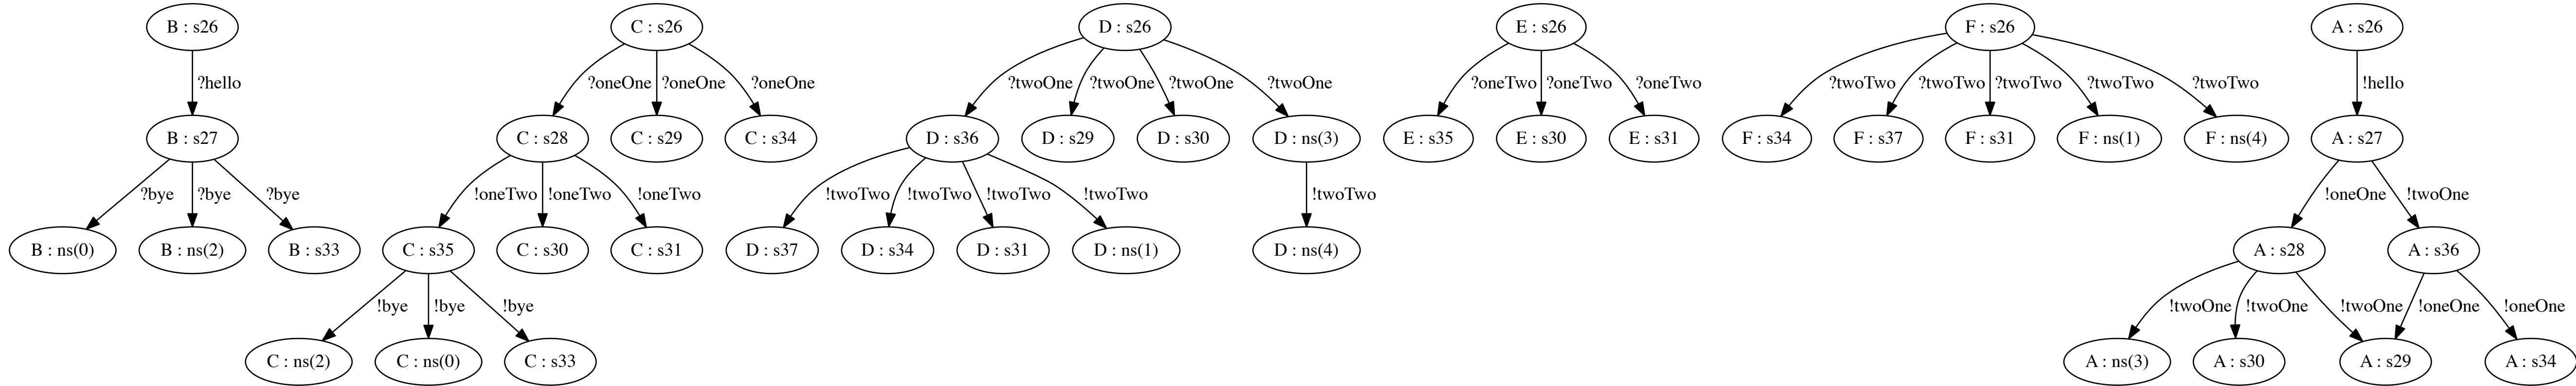 B : s26 C : s26 D : s26 E : s26 F : s26 A : s26
?hello ?oneOne ?oneOne ?oneOne ?twoOne ?twoOne ?twoOne ?twoOne ?oneTwo ?oneTwo ?oneTwo ?twoTwo ?twoTwo ?twoTwo ?twoTwo ?twoTwo !hello
B : s27 C : s28 C : s29 C : s34 D : s36 D : s29 D : s30 D : ns(3) E : s35 E : s30 E : s31 F : s34 F : s37 F : s31 F : ns(1) F : ns(4) A : s27
?bye ?bye ?bye !oneTwo !oneTwo !oneTwo !twoTwo !twoTwo !twoTwo !twoTwo !twoTwo !oneOne !twoOne
B : ns(0) B : ns(2) B : s33 C : s35 C : s30 C : s31 D : s37 D : s34 D : s31 D : ns(1) D : ns(4) A : s28 A : s36
!bye !bye !bye !twoOne !twoOne !twoOne !oneOne !oneOne
C : ns(2) C : ns(0) C : s33 A : ns(3) A : s30 A : s29 A : s34